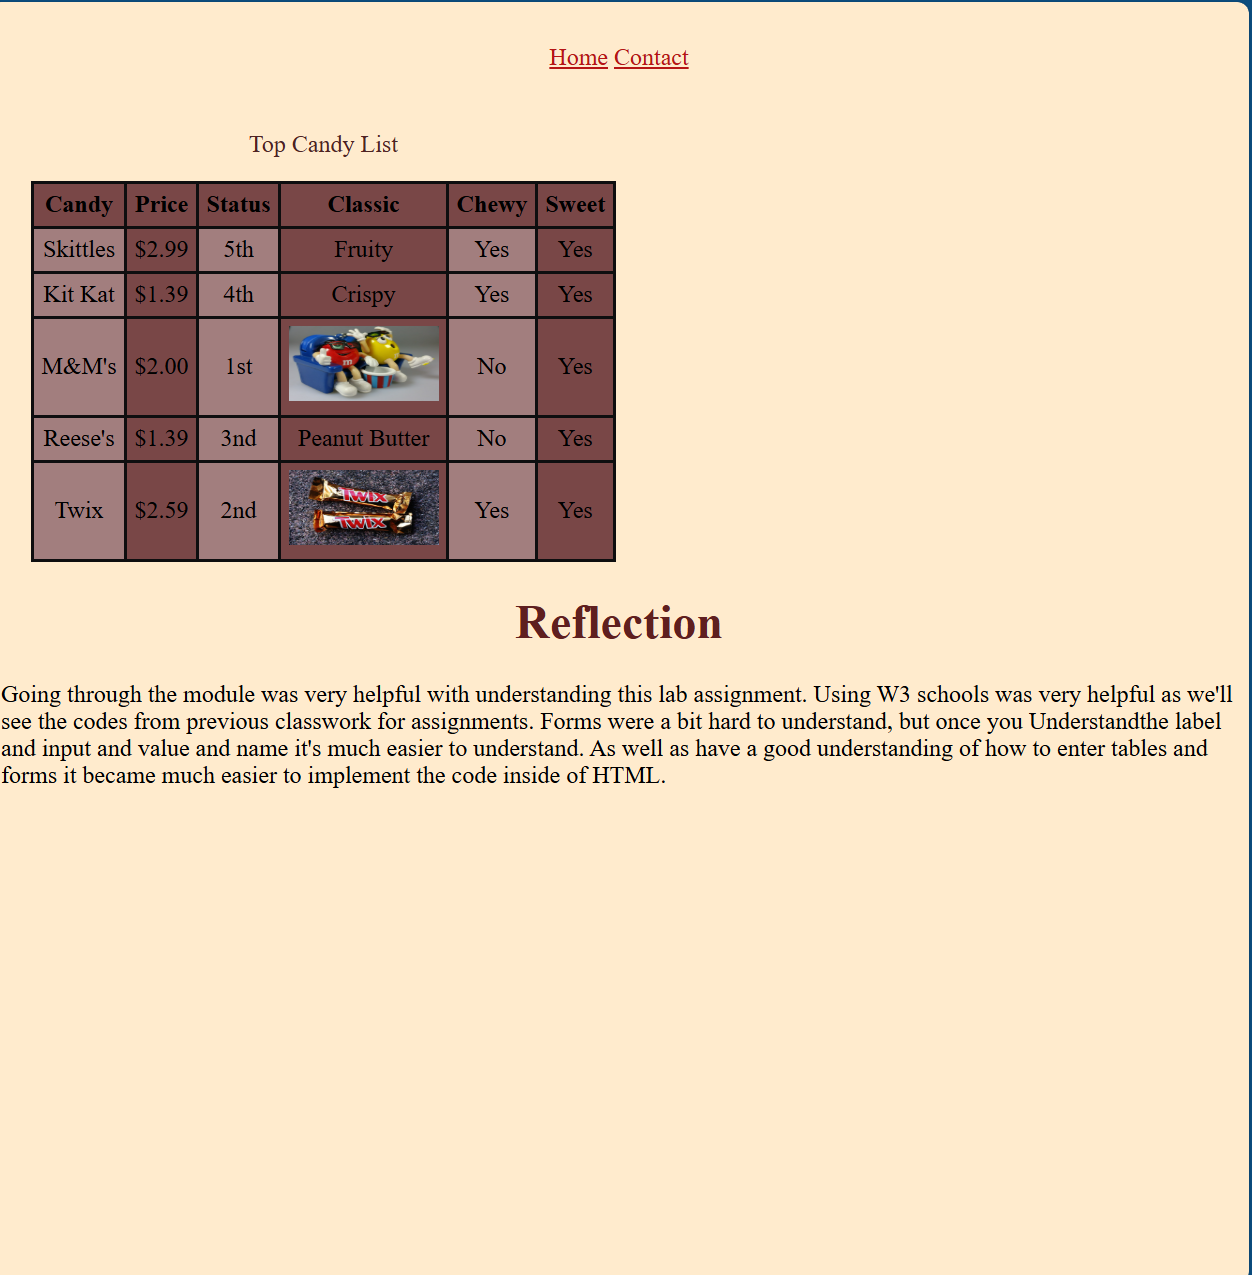 Home Contact
Top Candy List
Candy Price Status Classic Chewy Sweet
Skittles $2.99 5th Fruity Yes Yes
Kit Kat $1.39 4th Crispy Yes Yes
M&M's $2.00 1st m No Yes
Reese's $1.39 3nd Peanut Butter No Yes
Twix $2.59 2nd TWIX TWIX Yes Yes
Reflection
Going through the module was very helpful with understanding this lab assignment. Using W3 schools was very helpful as we'll
see the codes from previous classwork for assignments. Forms were a bit hard to understand, but once you Understandthe label
and input and value and name it's much easier to understand. As well as have a good understanding of how to enter tables and
forms it became much easier to implement the code inside of HTML.